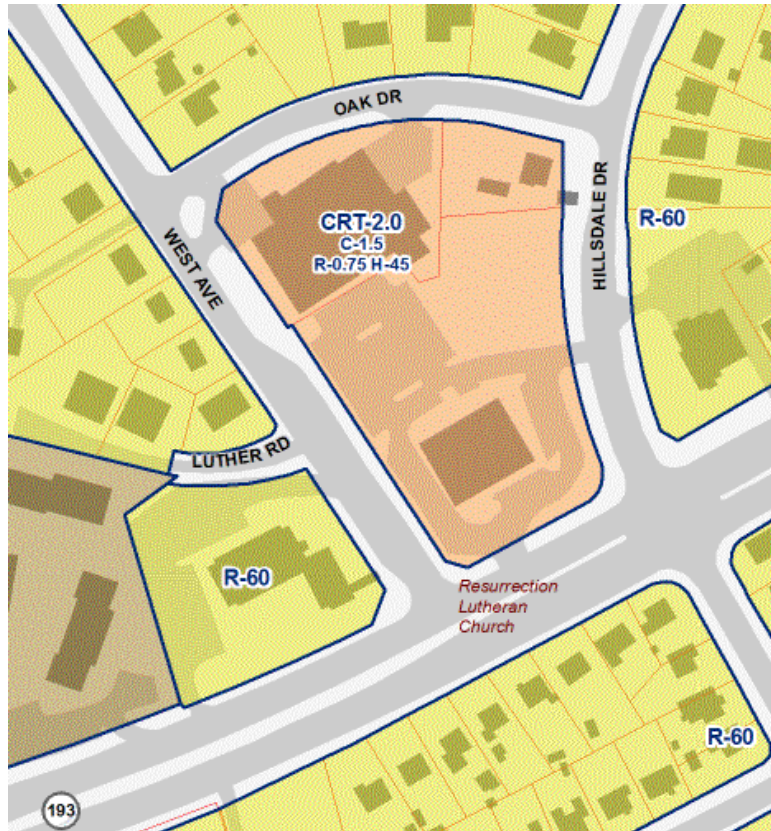 OAK DR
CRT-2.0
C-1.5
R-0.75 H-45
HILLSDALE DR
R-60
WEST AVE
LUTHER RD
R-60
Resurrection
Lutheran
Church
R-60
193